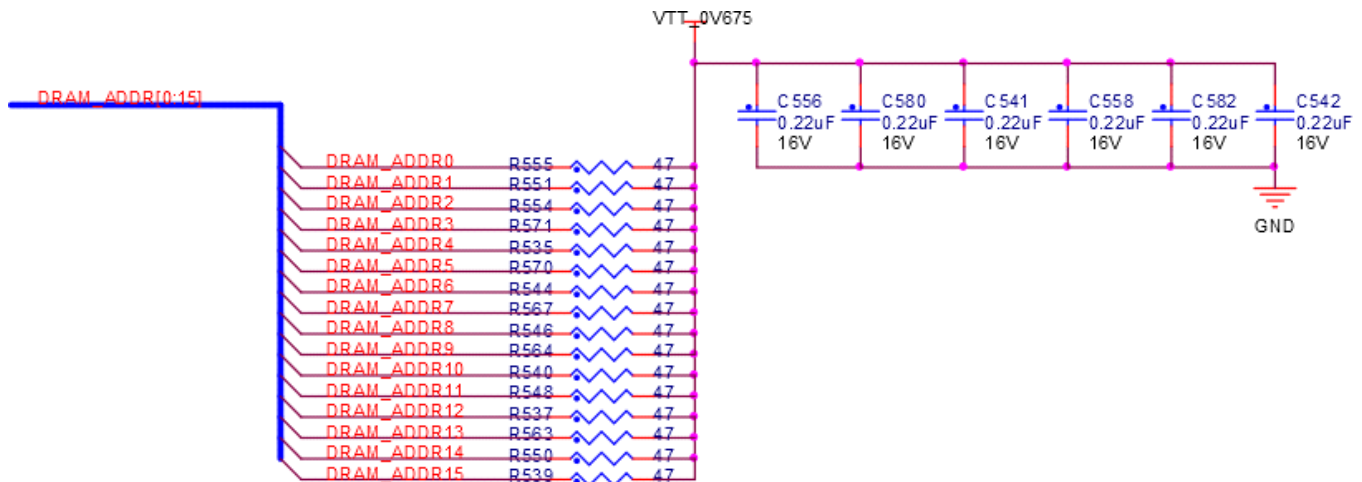 VTT_0V675
DRAM_ADDR[0:15]
C556 C580 C541 C558 C582 C542
0.22uF 0.22uF 0.22uF 0.22uF 0.22uF 0.22uF
16V 16V 16V 16V 16V 16V
DRAM_ADDR0 R555 47
DRAM_ADDR1 R551 47
DRAM_ADDR2 R554 47
DRAM_ADDR3 R571 47
DRAM_ADDR4 R535 47
DRAM_ADDR5 R570 47
DRAM_ADDR6 R544 47
DRAM_ADDR7 R567 47
DRAM_ADDR8 R546 47
DRAM_ADDR9 R564 47
DRAM_ADDR10 R540 47
DRAM_ADDR11 R548 47
DRAM_ADDR12 R537 47
DRAM_ADDR13 R563 47
DRAM_ADDR14 R550 47
DRAM_ADDR15 R539 47
GND